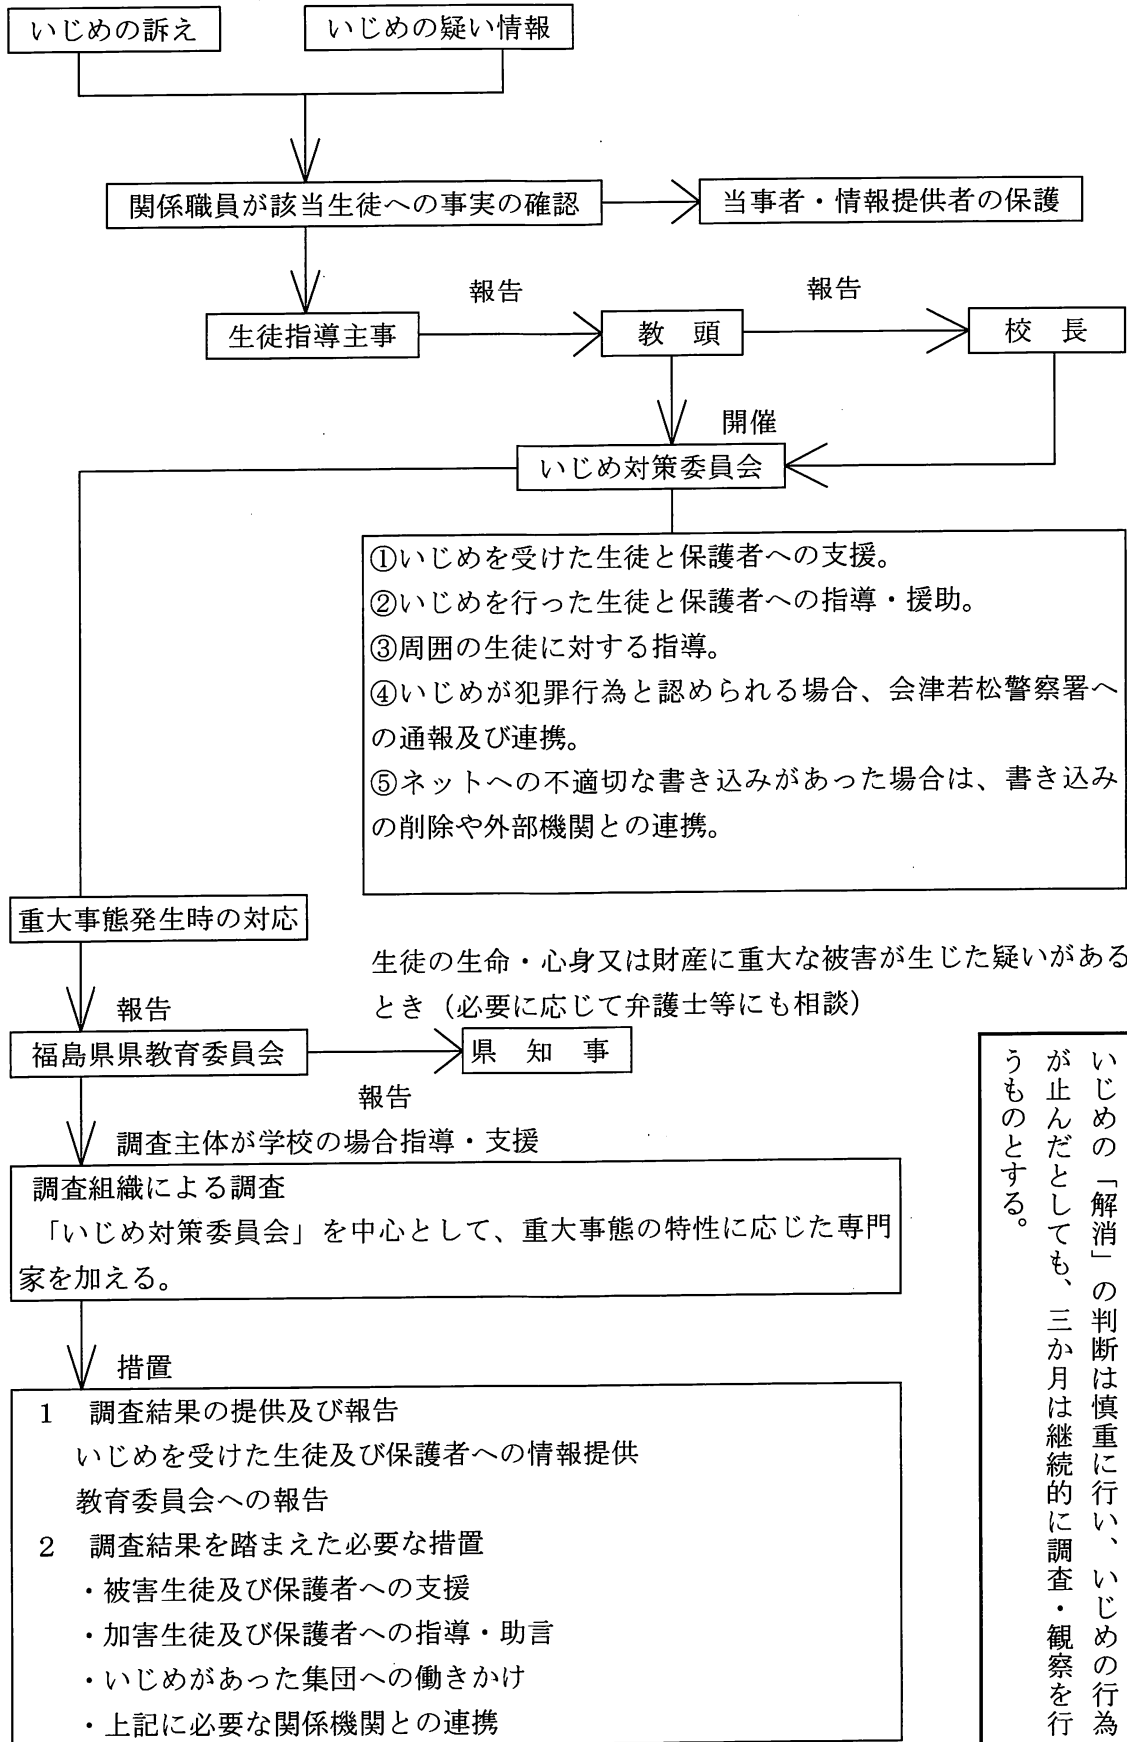 いじめの訴え
いじめの疑い情報
関係職員が該当生徒への事実の確認
当事者・情報提供者の保護
報告
報告
生徒指導主事
教　頭
校　長
開催
いじめ対策委員会
①いじめを受けた生徒と保護者への支援。
②いじめを行った生徒と保護者への指導・援助。
③周囲の生徒に対する指導。
④いじめが犯罪行為と認められる場合、会津若松警察署へ
の通報及び連携。
⑤ネットへの不適切な書き込みがあった場合は、書き込み
の削除や外部機関との連携。
重大事態発生時の対応
生徒の生命・心身又は財産に重大な被害が生じた疑いがある
とき（必要に応じて弁護士等にも相談）
報告
福島県県教育委員会
県　知　事
報告
調査主体が学校の場合指導・支援
調査組織による調査
「いじめ対策委員会」を中心として、重大事態の特性に応じた専門
家を加える。
措置
1　調査結果の提供及び報告
いじめを受けた生徒及び保護者への情報提供
教育委員会への報告
2　調査結果を踏まえた必要な措置
・被害生徒及び保護者への支援
・加害生徒及び保護者への指導・助言
・いじめがあった集団への働きかけ
・上記に必要な関係機関との連携
いじめの「解消」の判断は慎重に行い、いじめの行為
が止んだとしても、三か月は継続的に調査・観察を行
うものとする。